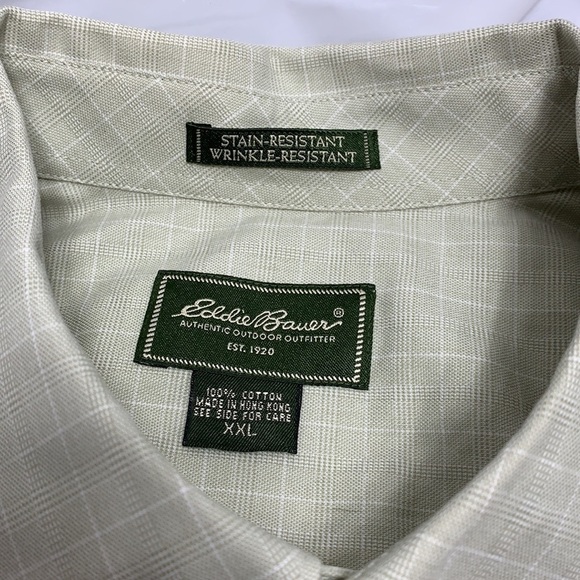 STAIN-RESISTANT
WRINKLE-RESISTANT
Eddie Bauer®
AUTHENTIC OUTDOOR OUTFITTER
EST. 1920
100% COTTON
MADE IN HONG KONG
SEE SIDE FOR CARE
XXL